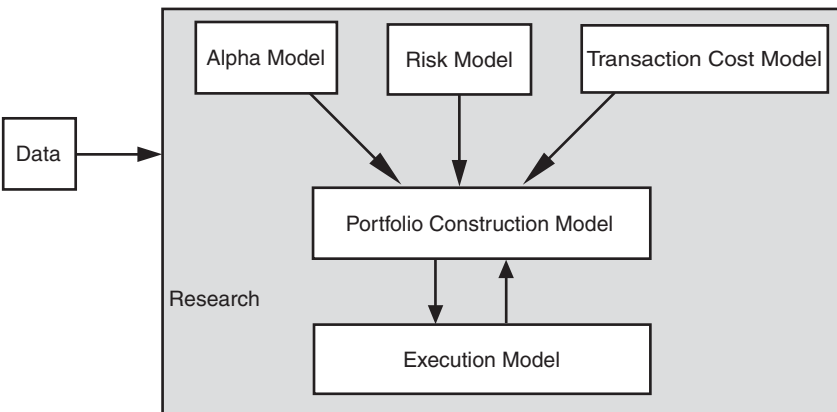 Alpha Model
Risk Model
Transaction Cost Model
Data
Portfolio Construction Model
Research
Execution Model